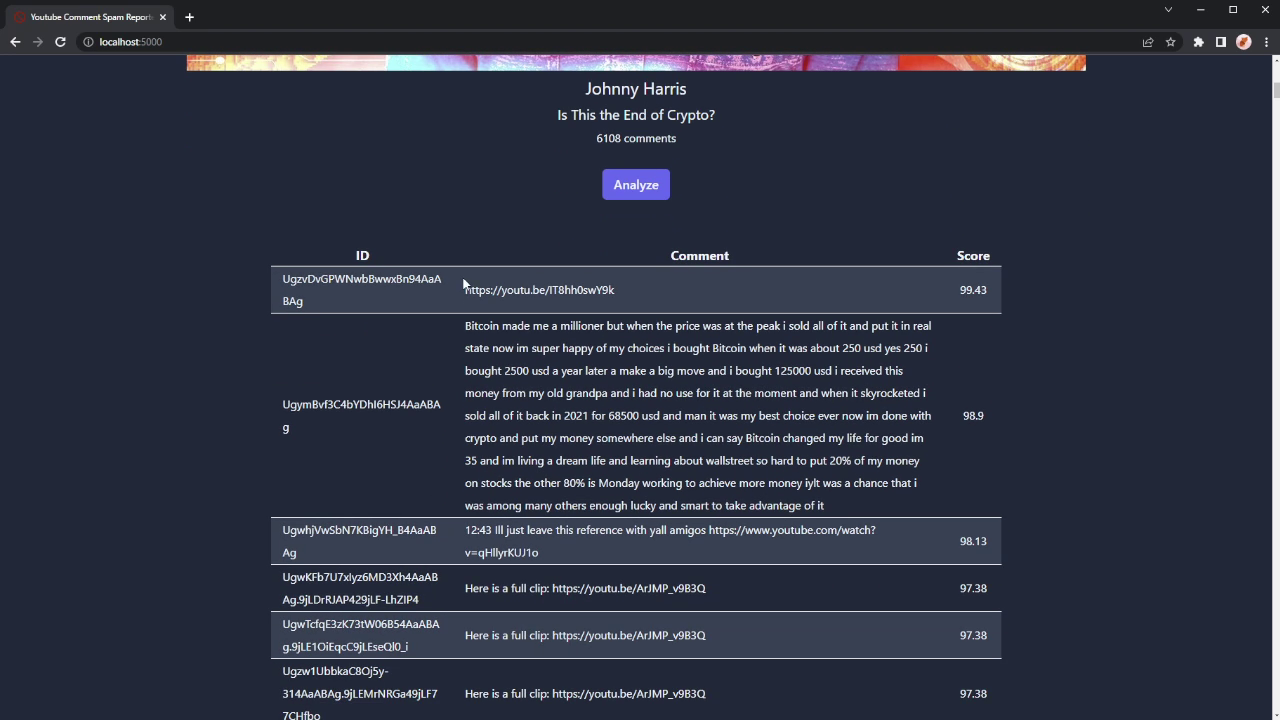 Youtube Comment Spam Report
localhost:5000
Johnny Harris
Is This the End of Crypto?
6108 comments
Analyze
ID Comment Score
UgzvDvGPWNwbBwwxBn94AaA
BAg
https://youtu.be/IT8hh0swY9k
99.43
Bitcoin made me a millioner but when the price was at the peak i sold all of it and put it in real
state now im super happy of my choices i bought Bitcoin when it was about 250 usd yes 250 i
bought 2500 usd a year later a make a big move and i bought 125000 usd i received this
money from my old grandpa and i had no use for it at the moment and when it skyrocketed i
UgymBvf3C4bYDhI6HSJ4AaABA
g
sold all of it back in 2021 for 68500 usd and man it was my best choice ever now im done with
98.9
crypto and put my money somewhere else and i can say Bitcoin changed my life for good im
35 and im living a dream life and learning about wallstreet so hard to put 20% of my money
on stocks the other 80% is Monday working to achieve more money iylt was a chance that i
was among many others enough lucky and smart to take advantage of it
UgwhjVwSbN7KBigYH_B4AaAB
Ag
12:43 Ill just leave this reference with yall amigos https://www.youtube.com/watch?
v=qHllyrKUJ1o
98.13
UgwKFb7U7xIyz6MD3Xh4AaAB
Ag.9jLDrRJAP429jLF-LhZIP4
Here is a full clip: https://youtu.be/ArJMP_v9B3Q
97.38
UgwTcfqE3zK73tW06B54AaABA
g.9jLE1OiEqcC9jLEseQl0_i
Here is a full clip: https://youtu.be/ArJMP_v9B3Q
97.38
Ugzw1UbbkaC8Oj5y-
314AaABAg.9jLEMrNRGa49jLF7
7CHfbo
Here is a full clip: https://youtu.be/ArJMP_v9B3Q
97.38